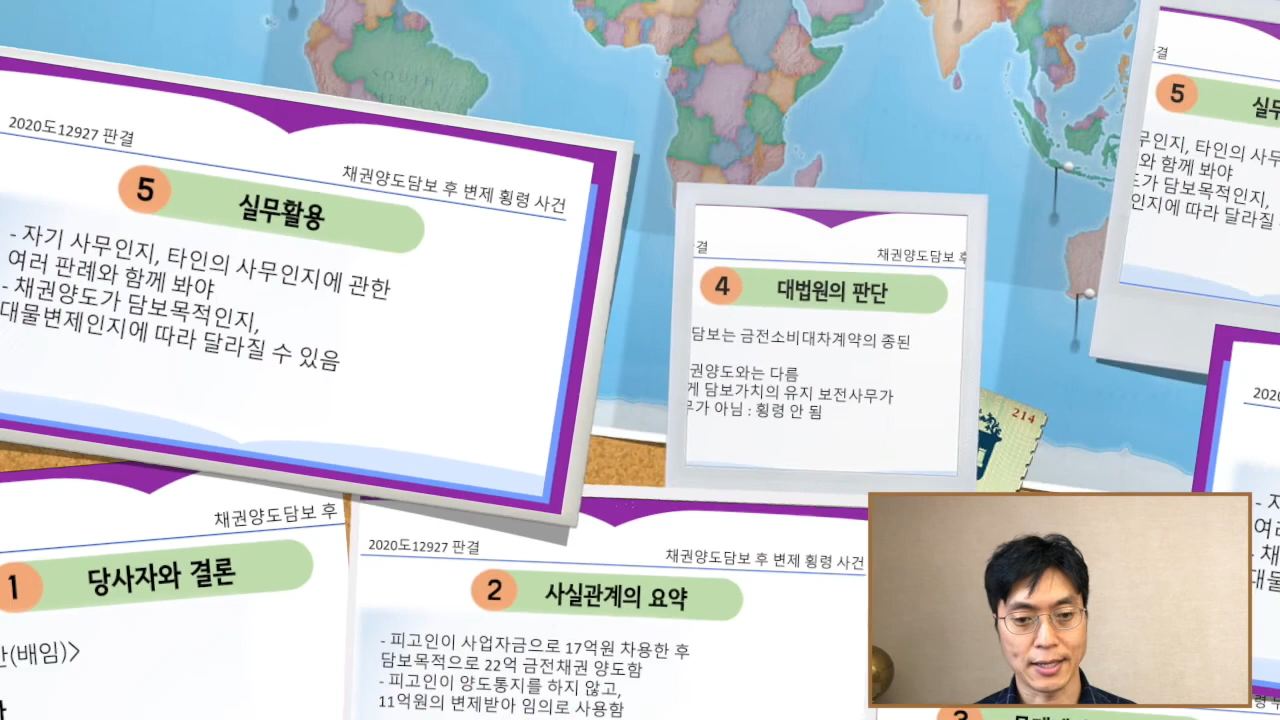 SOUTH
2020도12927 판결
채권양도담보 후 변제 횡령 사건
5 실무활용
- 자기 사무인지, 타인의 사무인지에 관한
여러 판례와 함께 봐야
- 채권양도가 담보목적인지,
대물변제인지에 따라 달라질 수 있음
결
채권양도담보 후
4 대법원의 판단
담보는 금전소비대차계약의 종된
권양도와는 다름
게 담보가치의 유지 보전사무가
무가 아님 : 횡령 안 됨
결
5 실무
무인지, 타인의 사무
와 함께 봐야
가 담보목적인지,
인지에 따라 달라질
214
채권양도담보 후
1 당사자와 결론
(배임)>
2020도12927 판결
채권양도담보 후 변제 횡령 사건
2 사실관계의 요약
- 피고인이 사업자금으로 17억원 차용한 후
담보목적으로 22억 금전채권 양도함
- 피고인이 양도통지를 하지 않고,
11억원의 변제받아 임의로 사용함
2020
- 자
여러
- 채
대물
3